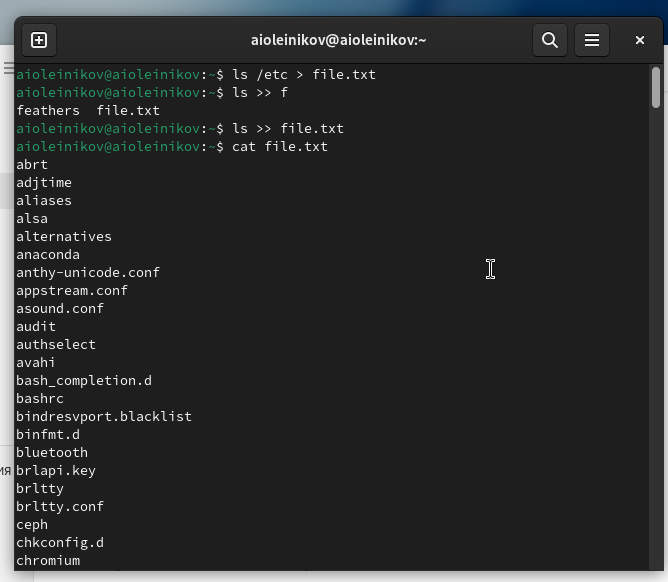 aioleinikov@aioleinikov:~
aioleinikov@aioleinikov:~$ ls /etc > file.txt
aioleinikov@aioleinikov:~$ ls >> f
feathers  file.txt
aioleinikov@aioleinikov:~$ ls >> file.txt
aioleinikov@aioleinikov:~$ cat file.txt
abrt
adjtime
aliases
alsa
alternatives
anaconda
anthy-unicode.conf
appstream.conf
asound.conf
audit
authselect
avahi
bash_completion.d
bashrc
bindresvport.blacklist
binfmt.d
bluetooth
brlapi.key
brltty
brltty.conf
ceph
chkconfig.d
chromium